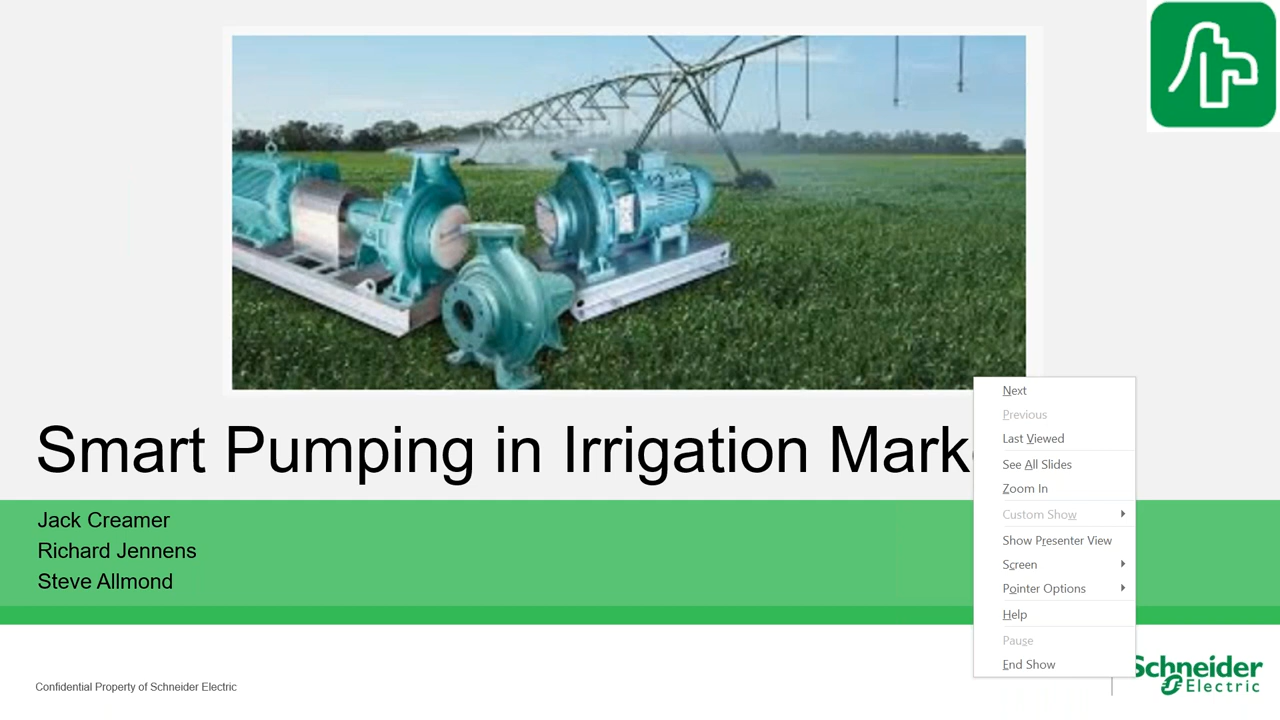 Smart Pumping in Irrigation Mark
Jack Creamer
Richard Jennens
Steve Allmond
Next
Previous
Last Viewed
See All Slides
Zoom In
Custom Show
Show Presenter View
Screen
Pointer Options
Help
Pause
End Show
Confidential Property of Schneider Electric
Schneider
Electric